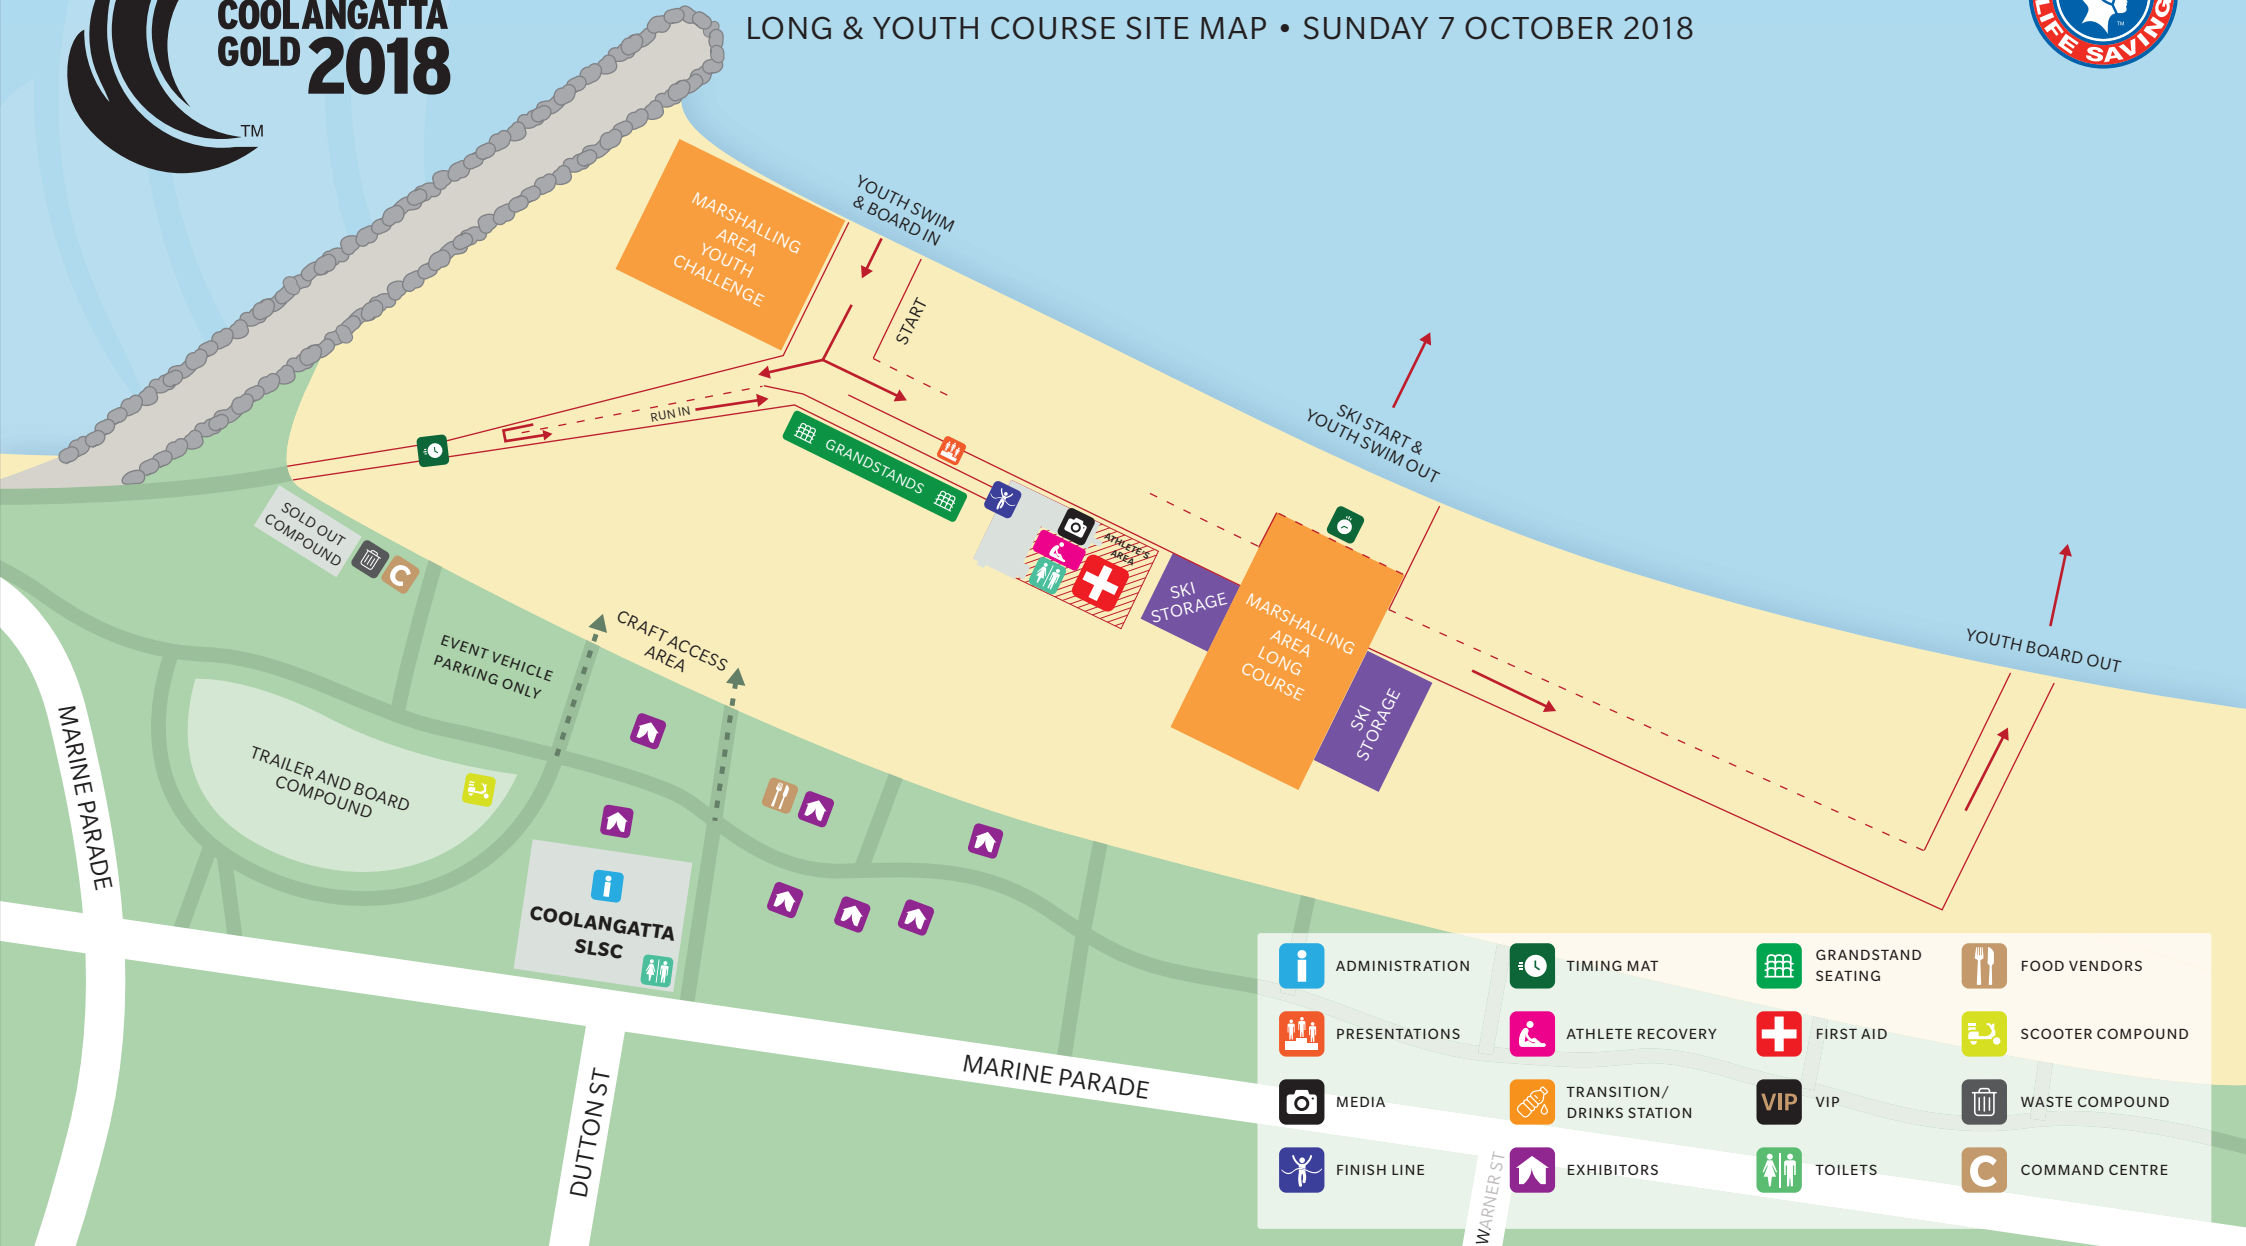 COOLANGATTA
GOLD 2018
TM
LONG & YOUTH COURSE SITE MAP • SUNDAY 7 OCTOBER 2018
LIFE SAVING
TM
MARSHALLING
AREA
YOUTH
CHALLENGE
YOUTH SWIM
& BOARD IN
START
RUN IN
GRANDSTANDS
SKI START &
YOUTH SWIM OUT
ATHLETE'S
AREA
SKI
STORAGE
MARSHALLING
AREA
LONG
COURSE
SKI
STORAGE
YOUTH BOARD OUT
SOLD OUT
COMPOUND
C
EVENT VEHICLE
PARKING ONLY
CRAFT ACCESS
AREA
TRAILER AND BOARD
COMPOUND
MARINE PARADE
i
COOLANGATTA
SLSC
MARINE PARADE
DUTTON ST
WARNER ST
i ADMINISTRATION
PRESENTATIONS
MEDIA
FINISH LINE
TIMING MAT
ATHLETE RECOVERY
TRANSITION/
DRINKS STATION
EXHIBITORS
GRANDSTAND
SEATING
FIRST AID
VIP VIP
TOILETS
FOOD VENDORS
SCOOTER COMPOUND
WASTE COMPOUND
C COMMAND CENTRE